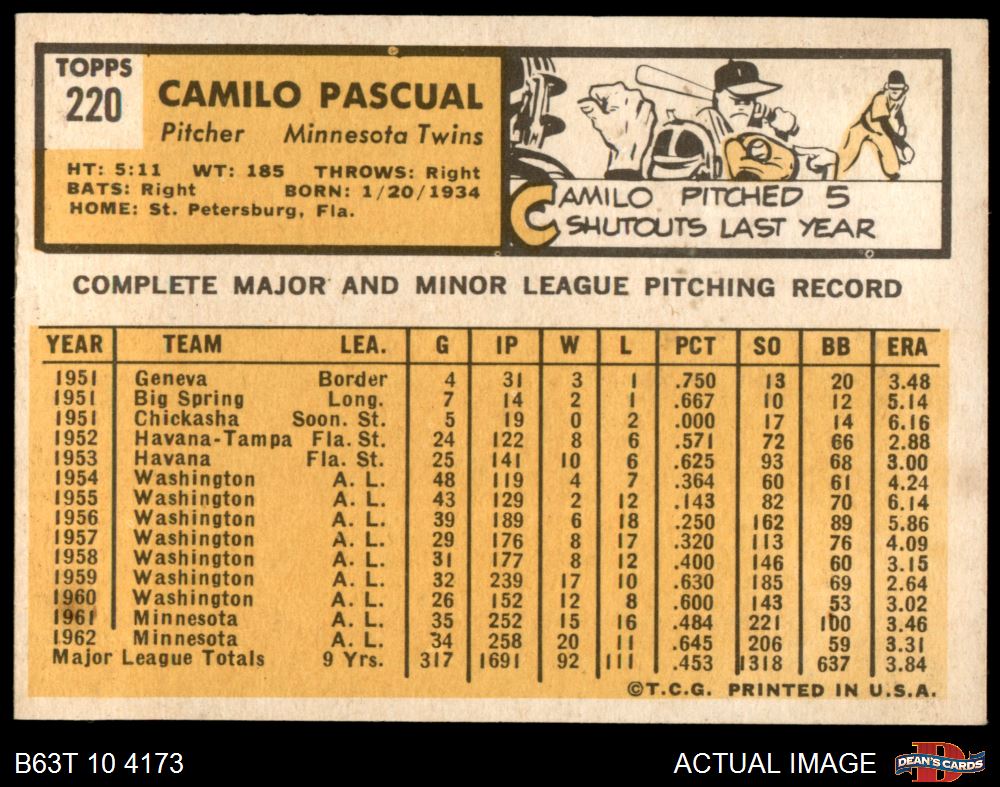 TOPPS
220
CAMILO PASCUAL
Pitcher Minnesota Twins
HT: 5:11 WT: 185 THROWS: Right
BATS: Right BORN: 1/20/1934
HOME: St. Petersburg, Fla.
CAMILO PITCHED 5
SHUTOUTS LAST YEAR
COMPLETE MAJOR AND MINOR LEAGUE PITCHING RECORD
YEAR TEAM LEA. G IP W L PCT SO BB ERA
1951 Geneva Border 4 31 3 1 .750 13 20 3.48
1951 Big Spring Long. 7 14 2 1 .667 10 12 5.14
1951 Chickasha Soon. St. 5 19 0 2 .000 17 14 6.16
1952 Havana-Tampa Fla. St. 24 122 8 6 .571 72 66 2.88
1953 Havana Fla. St. 25 141 10 6 .625 93 68 3.00
1954 Washington A. L. 48 119 4 7 .364 60 61 4.24
1955 Washington A. L. 43 129 2 12 .143 82 70 6.14
1956 Washington A. L. 39 189 6 18 .250 162 89 5.86
1957 Washington A. L. 29 176 8 17 .320 113 76 4.09
1958 Washington A. L. 31 177 8 12 .400 146 60 3.15
1959 Washington A. L. 32 239 17 10 .630 185 69 2.64
1960 Washington A. L. 26 152 12 8 .600 143 53 3.02
1961 Minnesota A. L. 35 252 15 16 .484 221 100 3.46
1962 Minnesota A. L. 34 258 20 11 .645 206 59 3.31
Major League Totals 9 Yrs. 317 1691 92 111 .453 1318 637 3.84
©T.C.G. PRINTED IN U.S.A.
B63T 10 4173 ACTUAL IMAGE
DEAN'S CARDS